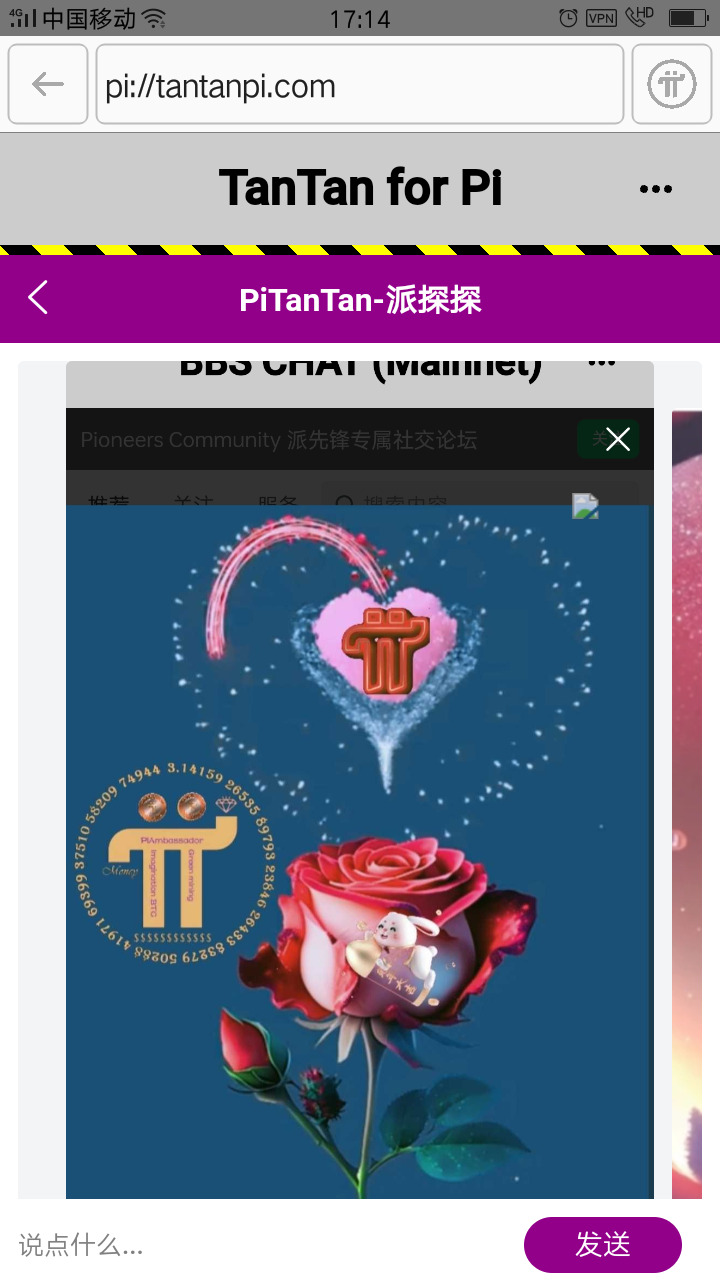 4G 中国移动 17:14 VPN HD
pi://tantanpi.com
TanTan for Pi
PiTanTan-派探探
BBS CHAT (Mainnet)
Pioneers Community 派先锋专属社交论坛
推荐 关注 服务 搜索内容
3.14159 26535 89793 23846 26433 83279 50288 41971 69399 37510 58209 74944
PiAmbassador
Money
Imagination BTC
Green mining
$$$$$$$$$$$$
说点什么...
发送